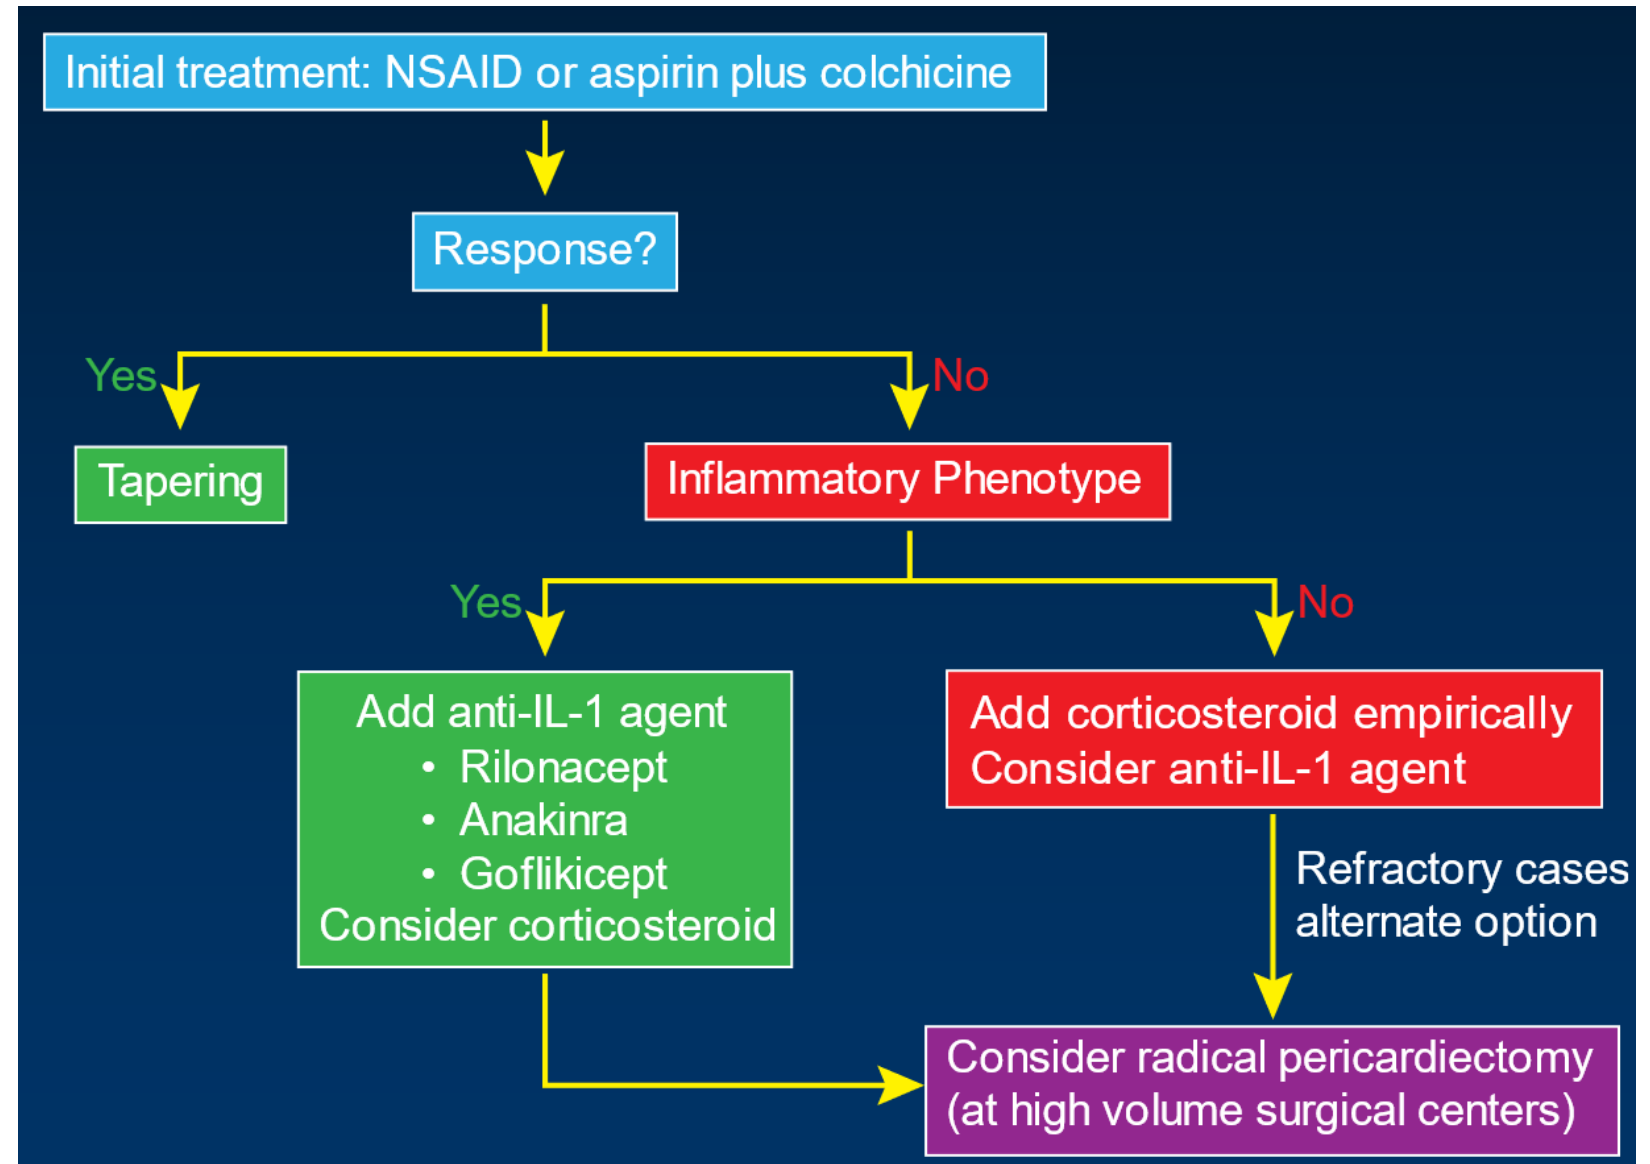 Initial treatment: NSAID or aspirin plus colchicine
Response?
Yes
No
Tapering
Inflammatory Phenotype
Yes
No
Add anti-IL-1 agent
• Rilonacept
• Anakinra
• Goflikicept
Consider corticosteroid
Add corticosteroid empirically
Consider anti-IL-1 agent
Refractory cases
alternate option
Consider radical pericardiectomy
(at high volume surgical centers)